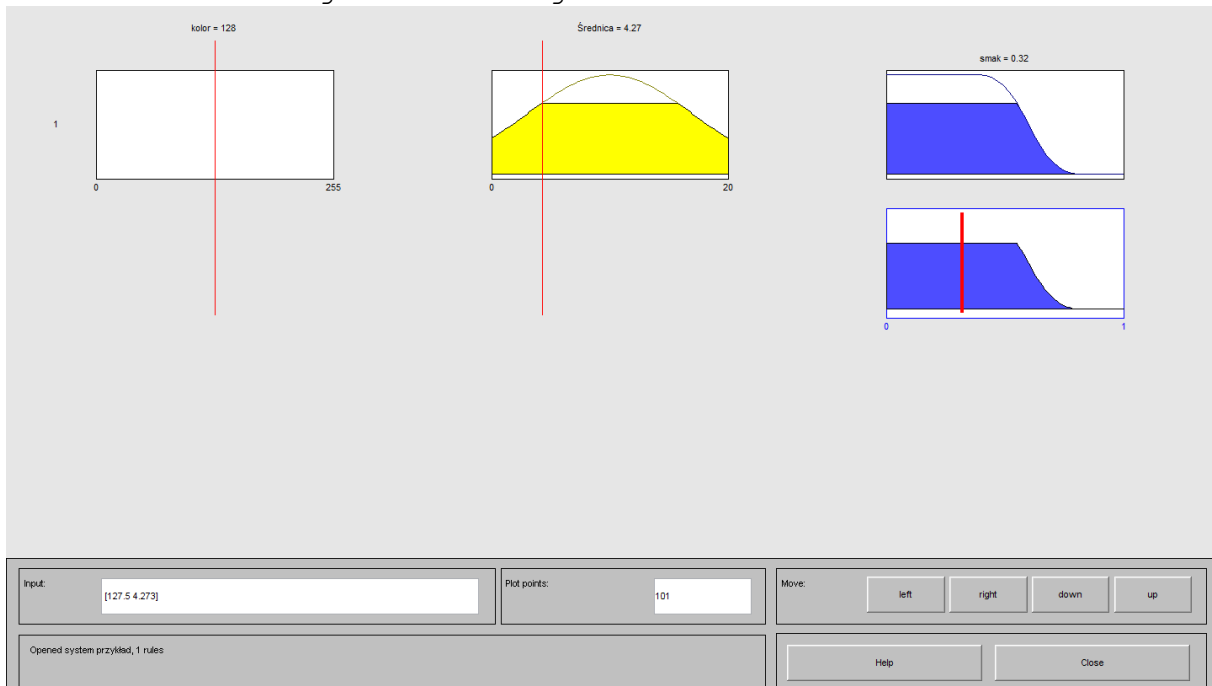 kolor = 128
Średnica = 4.27
smak = 0.32
1
0
255
0
20
0
1
Input:
[127.5 4.273]
Plot points:
101
Move:
left
right
down
up
Opened system przykład, 1 rules
Help
Close